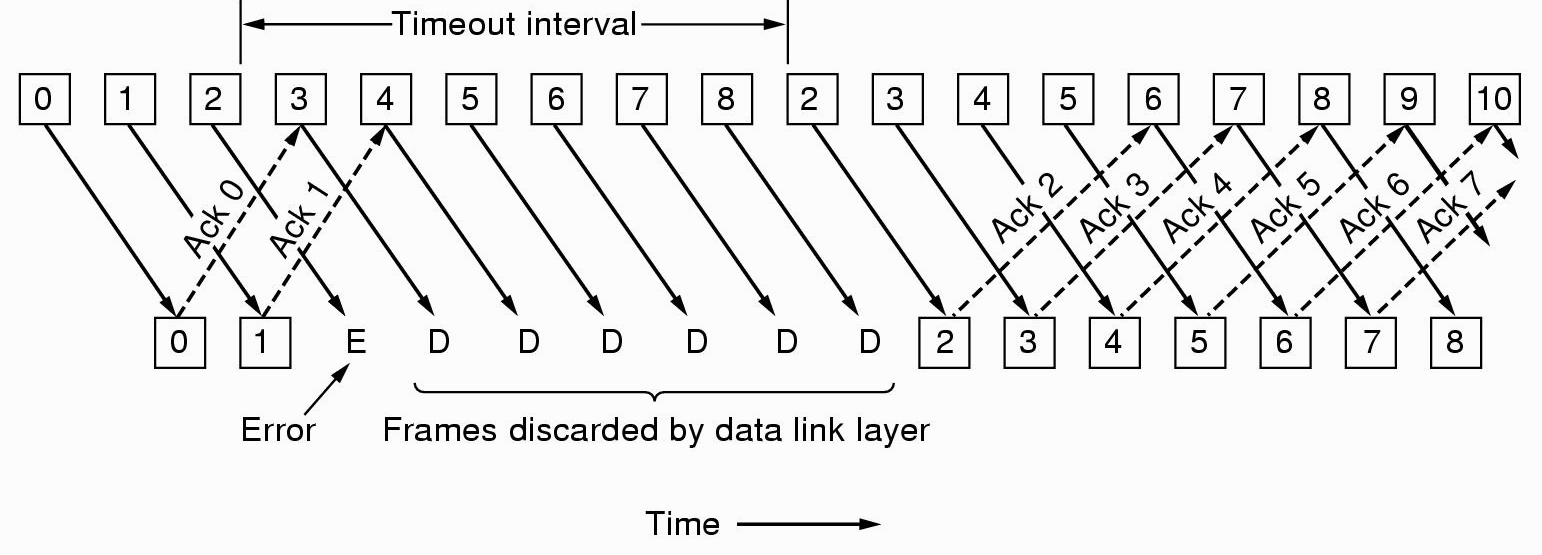 Timeout interval
0 1 2 3 4 5 6 7 8 2 3 4 5 6 7 8 9 10
Ack 0 Ack 1 Ack 2 Ack 3 Ack 4 Ack 5 Ack 6 Ack 7
0 1 E D D D D D D 2 3 4 5 6 7 8
Error Frames discarded by data link layer
Time